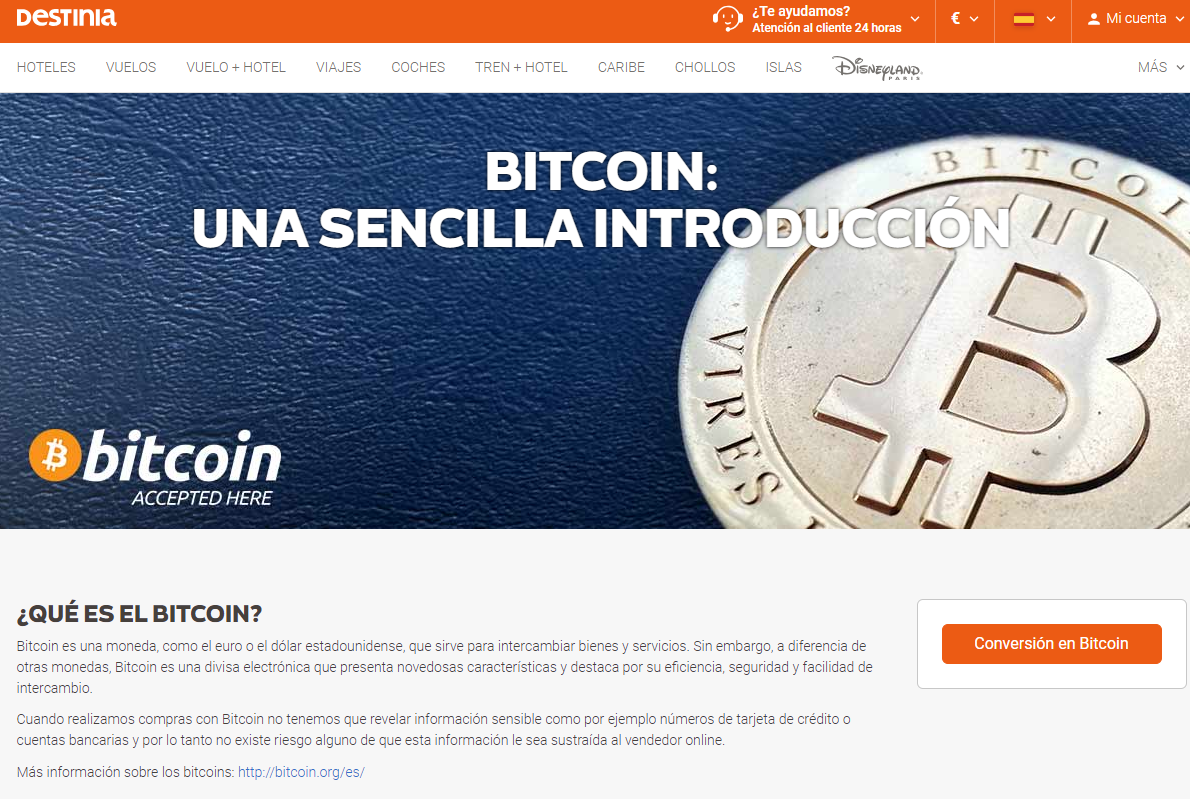 DESTINIA
¿Te ayudamos?
Atención al cliente 24 horas
€
Mi cuenta
HOTELES VUELOS VUELO + HOTEL VIAJES COCHES TREN + HOTEL CARIBE CHOLLOS ISLAS DISNEYLAND PARIS MÁS
BITCOIN:
UNA SENCILLA INTRODUCCIÓN
BITCOI
VIRES
bitcoin
ACCEPTED HERE
¿QUÉ ES EL BITCOIN?
Bitcoin es una moneda, como el euro o el dólar estadounidense, que sirve para intercambiar bienes y servicios. Sin embargo, a diferencia de
otras monedas, Bitcoin es una divisa electrónica que presenta novedosas características y destaca por su eficiencia, seguridad y facilidad de
intercambio.
Cuando realizamos compras con Bitcoin no tenemos que revelar información sensible como por ejemplo números de tarjeta de crédito o
cuentas bancarias y por lo tanto no existe riesgo alguno de que esta información le sea sustraída al vendedor online.
Más información sobre los bitcoins: http://bitcoin.org/es/
Conversión en Bitcoin